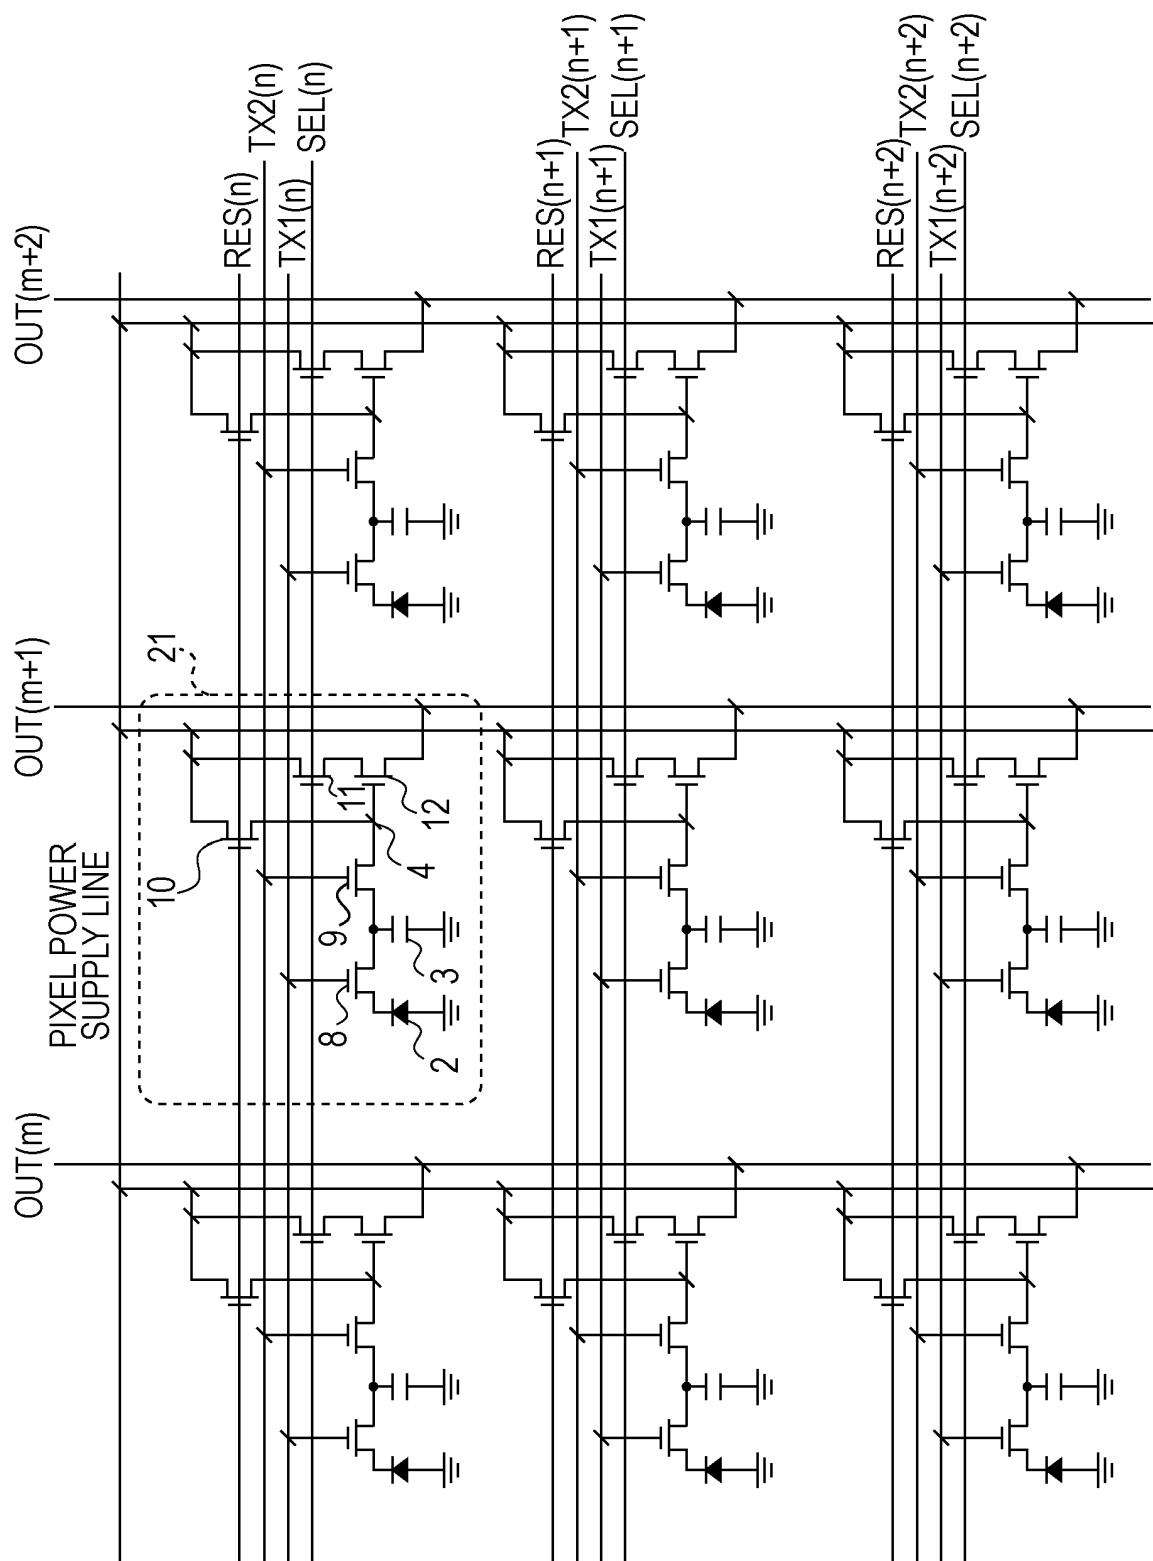 OUT(m)
OUT(m+1)
OUT(m+2)
PIXEL POWER
SUPPLY LINE
21
RES(n)
TX2(n)
TX1(n)
SEL(n)
10
11
12
9
4
8
3
2
RES(n+1)
TX2(n+1)
TX1(n+1)
SEL(n+1)
RES(n+2)
TX2(n+2)
TX1(n+2)
SEL(n+2)